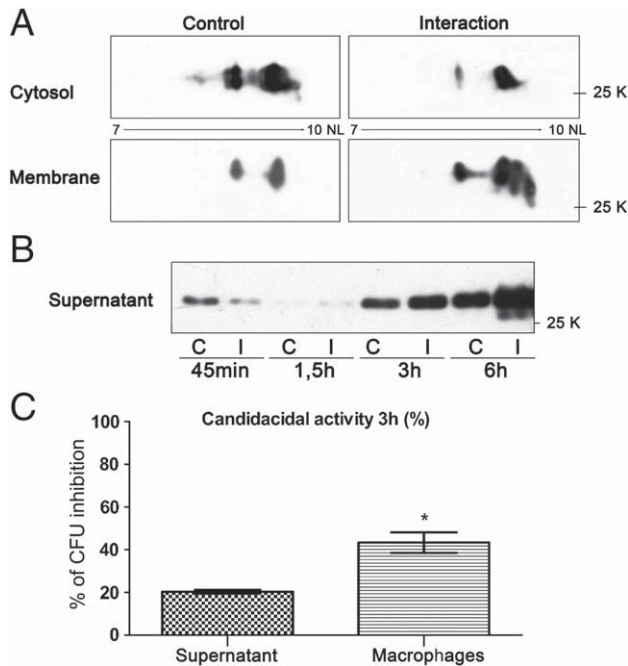 A
Control
Interaction
Cytosol
25 K
7
10 NL
7
10 NL
Membrane
25 K
B
Supernatant
25 K
C I C I C I C I
45min 1,5h 3h 6h
C
Candidacidal activity 3h (%)
% of CFU inhibition
100
80
60
40
20
0
*
Supernatant
Macrophages